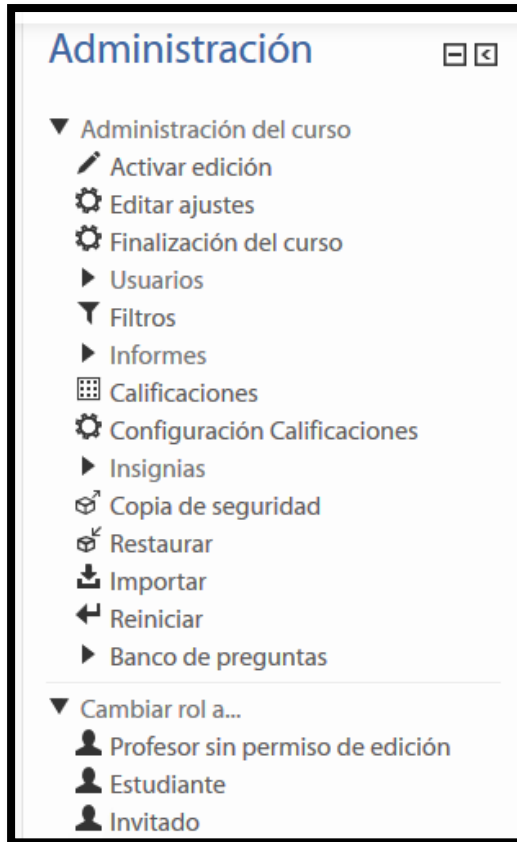 Administración
Administración del curso
Activar edición
Editar ajustes
Finalización del curso
Usuarios
Filtros
Informes
Calificaciones
Configuración Calificaciones
Insignias
Copia de seguridad
Restaurar
Importar
Reiniciar
Banco de preguntas
Cambiar rol a...
Profesor sin permiso de edición
Estudiante
Invitado